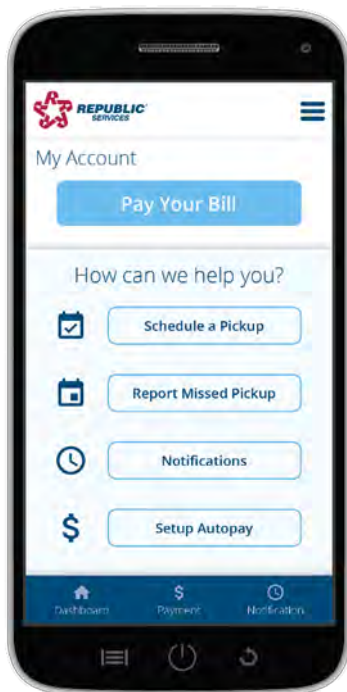 REPUBLIC
SERVICES
My Account
Pay Your Bill
How can we help you?
Schedule a Pickup
Report Missed Pickup
Notifications
$ Setup Autopay
$
Dashboard Payment Notification